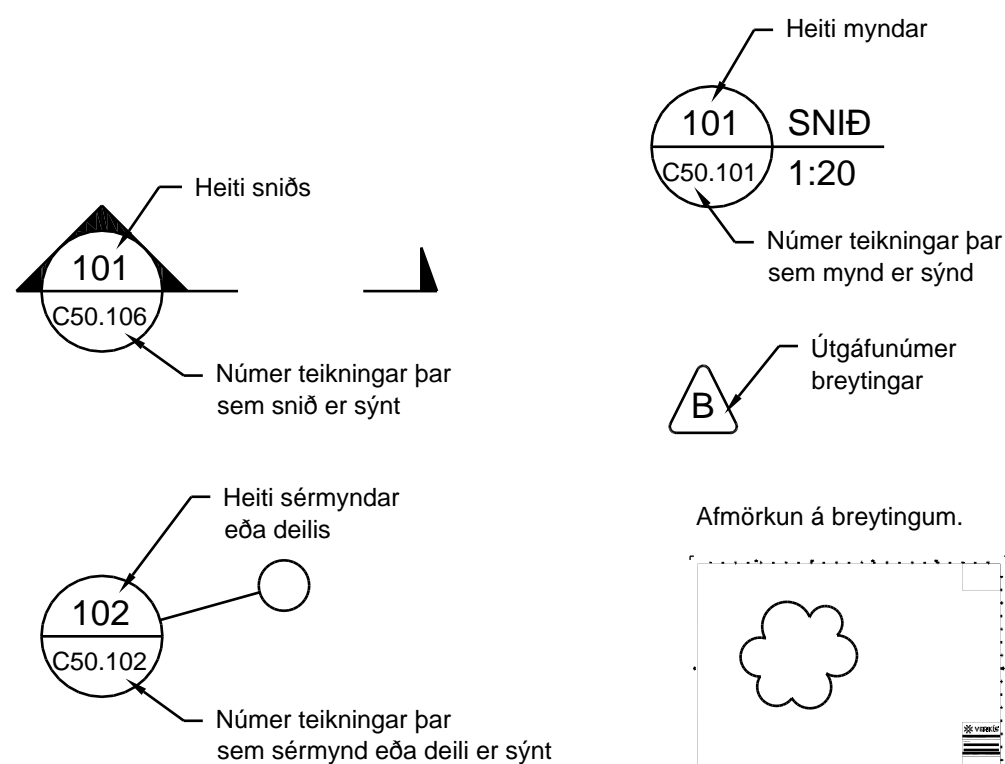 Heiti sniðs
101
C50.106
Númer teikningar þar
sem snið er sýnt
Heiti sérmyndar
eða deilis
102
C50.102
Númer teikningar þar
sem sérmynd eða deili er sýnt
Heiti myndar
101 SNIÐ
C50.101 1:20
Númer teikningar þar
sem mynd er sýnd
Útgáfunúmer
breytingar
B
Afmörkun á breytingum.
VERKÍS